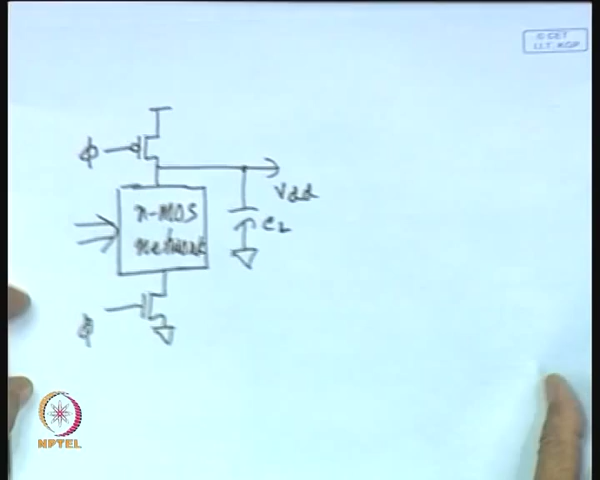 © CET
I.I.T. KGP
ϕ
Vdd
n-MOS
network
CL
ϕ
NPTEL